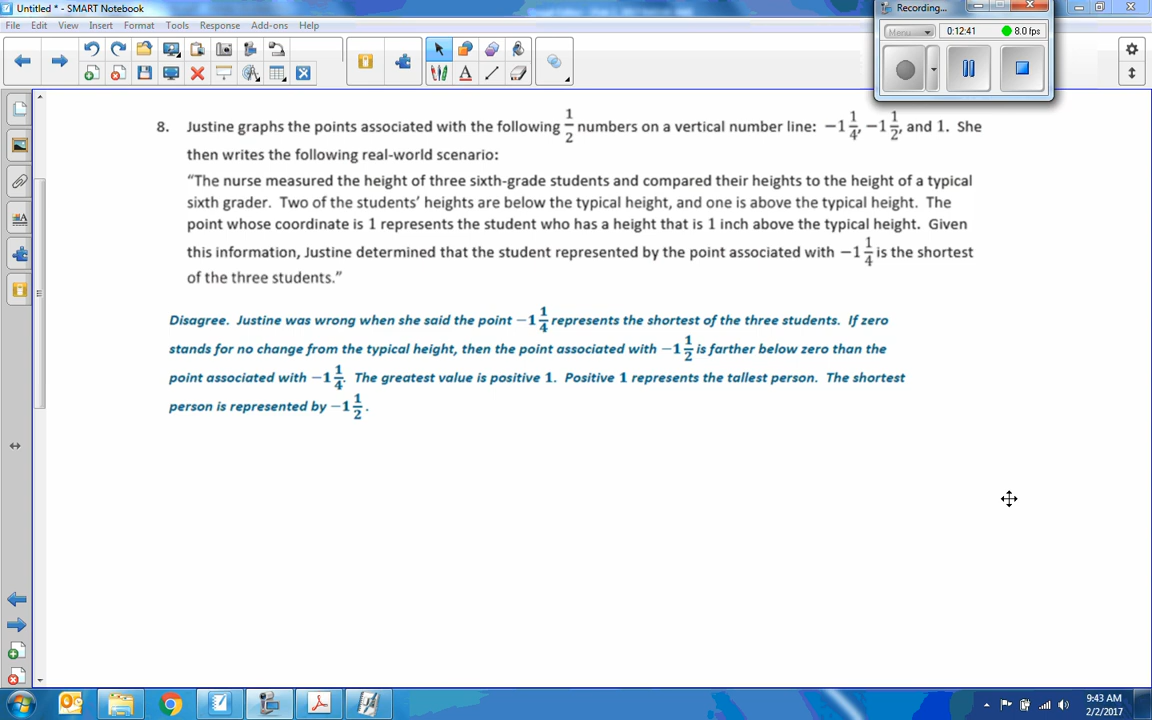 Untitled * - SMART Notebook
File Edit View Insert Format Tools Response Add-ons Help
Recording...
Menu
0:12:41
8.0 fps
8. Justine graphs the points associated with the following 1/2 numbers on a vertical number line: −1 1/4, −1 1/2, and 1. She
then writes the following real-world scenario:
“The nurse measured the height of three sixth-grade students and compared their heights to the height of a typical
sixth grader. Two of the students’ heights are below the typical height, and one is above the typical height. The
point whose coordinate is 1 represents the student who has a height that is 1 inch above the typical height. Given
this information, Justine determined that the student represented by the point associated with −1 1/4 is the shortest
of the three students.”
Disagree. Justine was wrong when she said the point −1 1/4 represents the shortest of the three students. If zero
stands for no change from the typical height, then the point associated with −1 1/2 is farther below zero than the
point associated with −1 1/4. The greatest value is positive 1. Positive 1 represents the tallest person. The shortest
person is represented by −1 1/2.
9:43 AM
2/2/2017